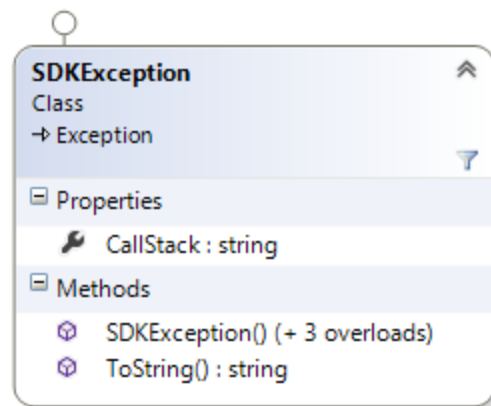 SDKException
Class
Exception
Properties
CallStack : string
Methods
SDKException() (+ 3 overloads)
ToString() : string